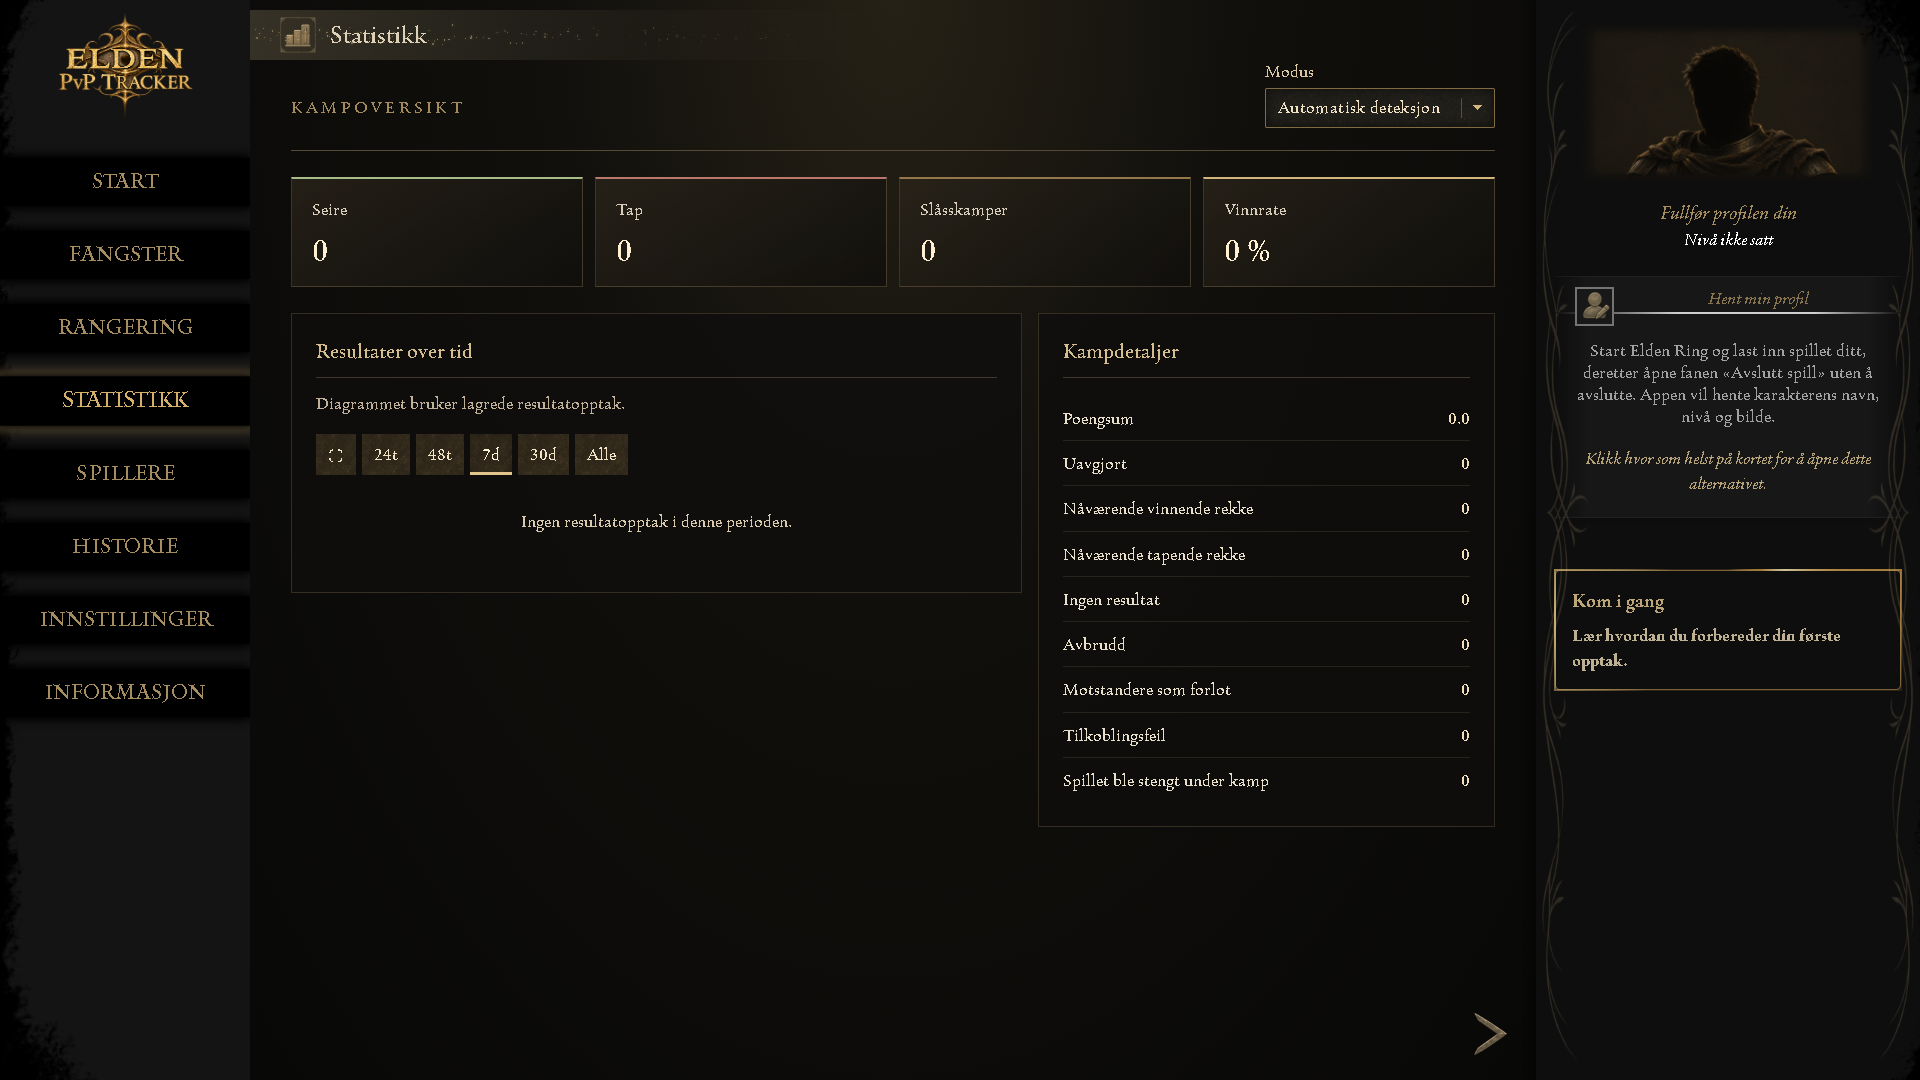 ELDEN
PVP TRACKER
START
FANGSTER
RANGERING
STATISTIKK
SPILLERE
HISTORIE
INNSTILLINGER
INFORMASJON
Statistikk
KAMPOVERSIKT
Modus
Automatisk deteksjon
Seire
0
Tap
0
Slåsskamper
0
Vinnrate
0 %
Resultater over tid
Diagrammet bruker lagrede resultatopptak.
24t 48t 7d 30d Alle
Ingen resultatopptak i denne perioden.
Kampdetaljer
Poengsum 0.0
Uavgjort 0
Nåværende vinnende rekke 0
Nåværende tapende rekke 0
Ingen resultat 0
Avbrudd 0
Motstandere som forlot 0
Tilkoblingsfeil 0
Spillet ble stengt under kamp 0
Fullfør profilen din
Nivå ikke satt
Hent min profil
Start Elden Ring og last inn spillet ditt,
deretter åpne fanen «Avslutt spill» uten å
avslutte. Appen vil hente karakterens navn,
nivå og bilde.
Klikk hvor som helst på kortet for å åpne dette
alternativet.
Kom i gang
Lær hvordan du forbereder din første
opptak.